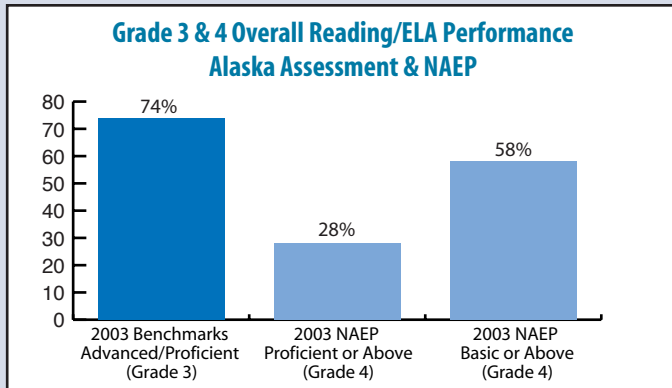 Grade 3 & 4 Overall Reading/ELA Performance
Alaska Assessment & NAEP
80
70
60
50
40
30
20
10
0
74%
28%
58%
2003 Benchmarks
Advanced/Proficient
(Grade 3)
2003 NAEP
Proficient or Above
(Grade 4)
2003 NAEP
Basic or Above
(Grade 4)